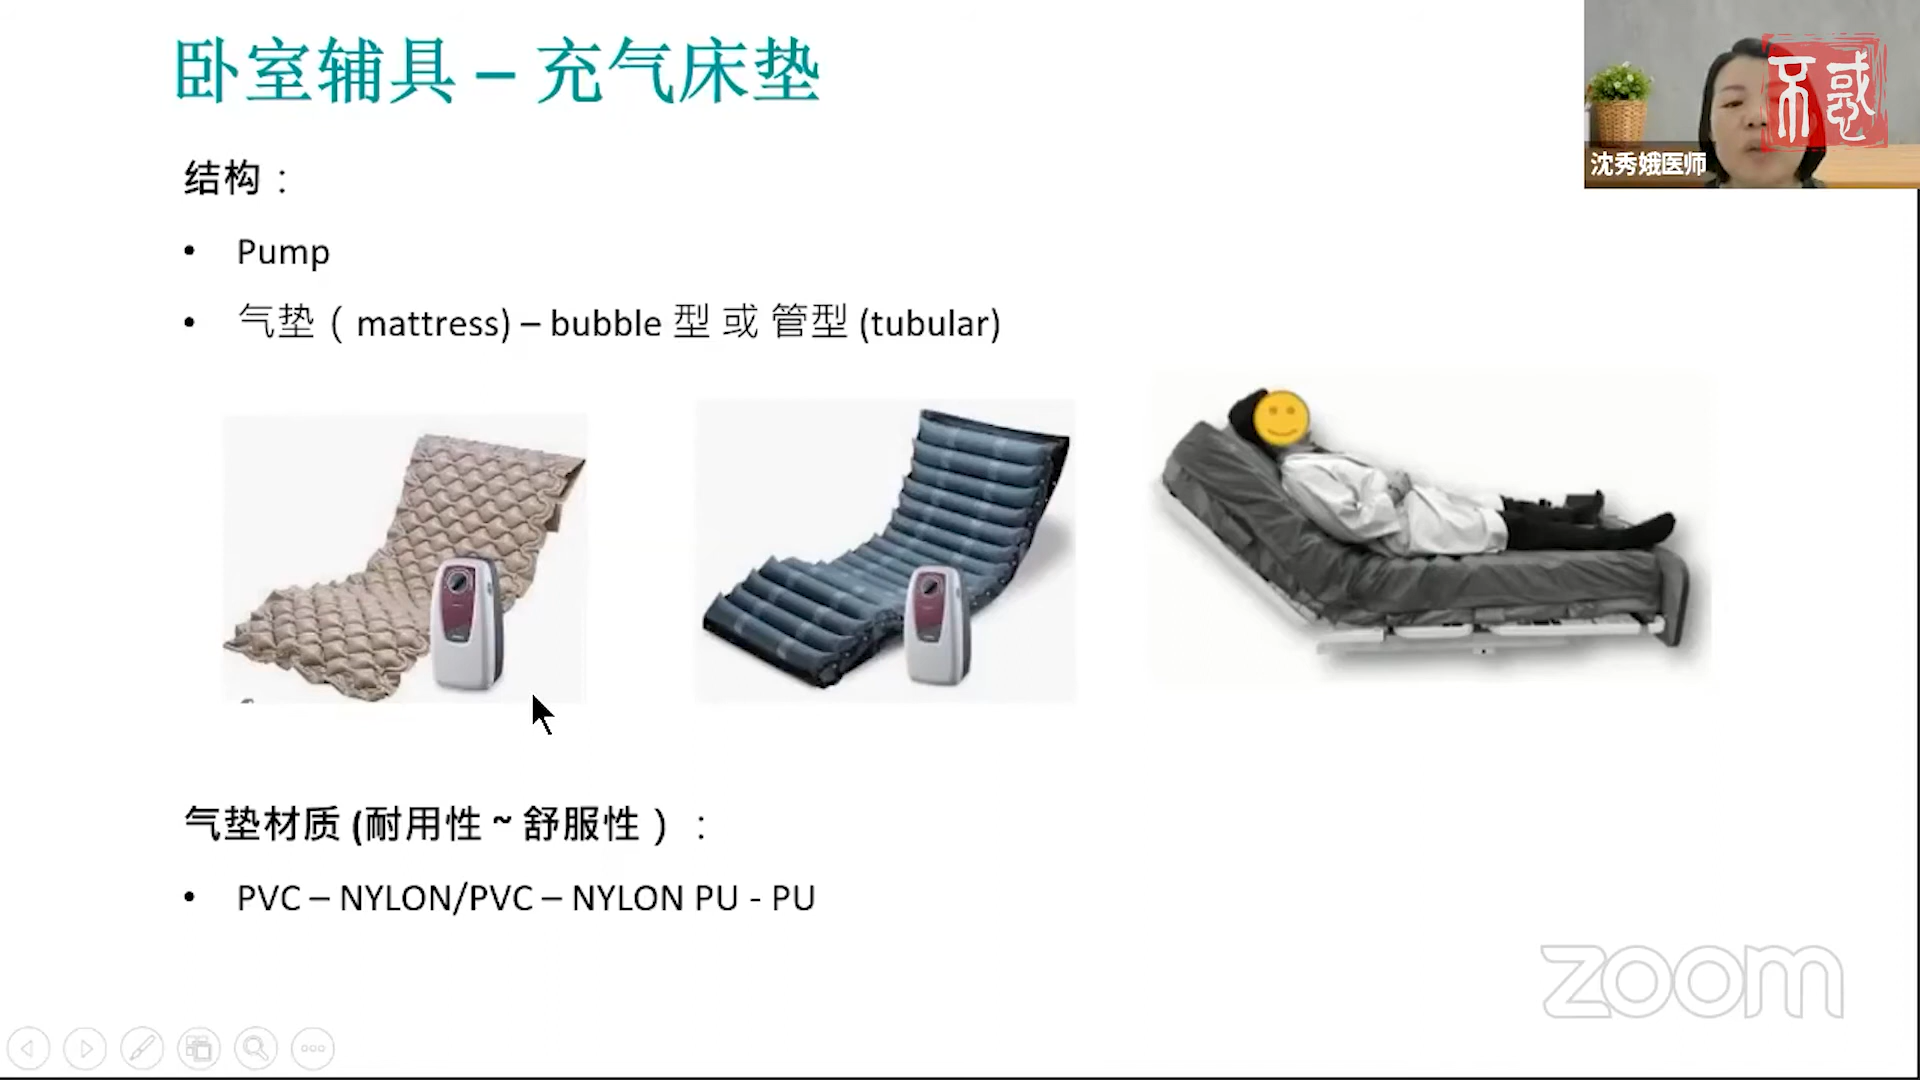 卧室辅具 – 充气床垫
不惑
沈秀娥医师
结构：
• Pump
• 气垫（ mattress) – bubble 型 或 管型 (tubular)
气垫材质 (耐用性 ~ 舒服性 ）：
• PVC – NYLON/PVC – NYLON PU - PU
zoom